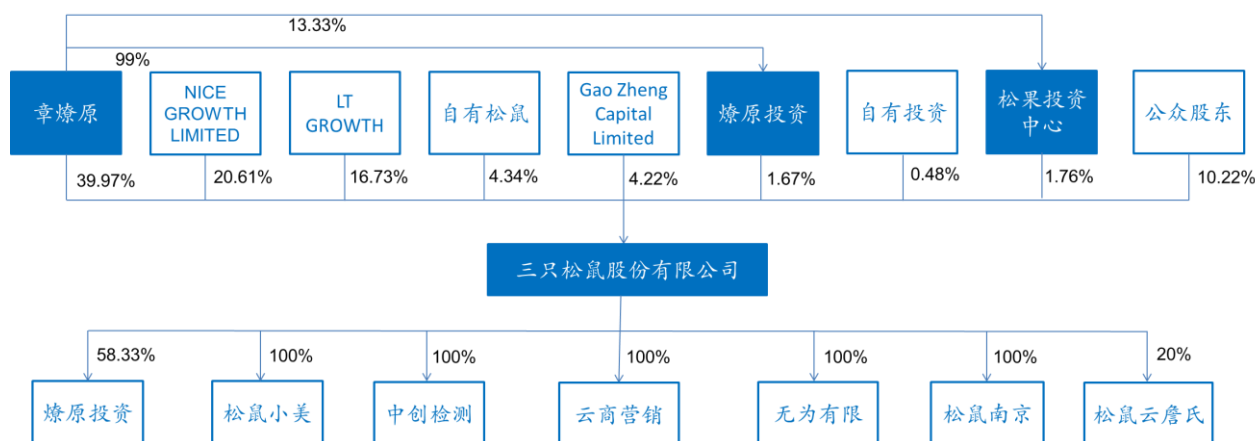 13.33%
99%
章燎原
NICE
GROWTH
LIMITED
LT
GROWTH
自有松鼠
Gao Zheng
Capital
Limited
燎原投资
自有投资
松果投资
中心
公众股东
39.97%
20.61%
16.73%
4.34%
4.22%
1.67%
0.48%
1.76%
10.22%
三只松鼠股份有限公司
58.33%
100%
100%
100%
100%
100%
20%
燎原投资
松鼠小美
中创检测
云商营销
无为有限
松鼠南京
松鼠云詹氏